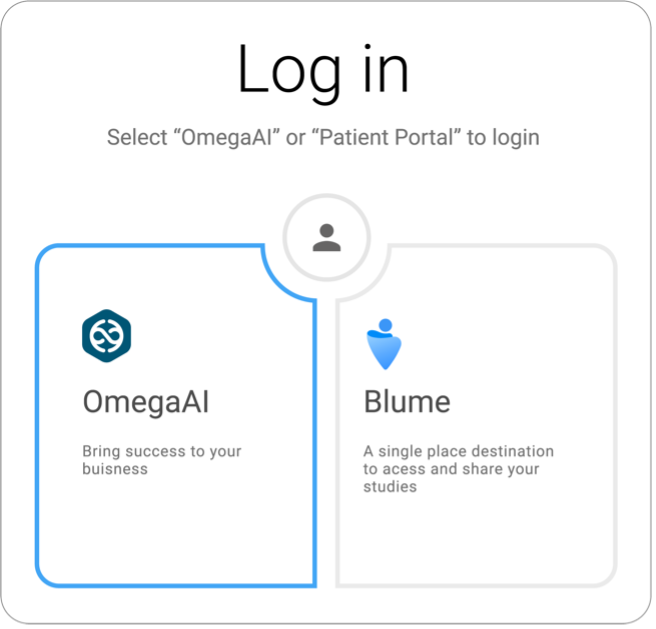 Log in
Select “OmegaAI” or “Patient Portal” to login
OmegaAI
Bring success to your
buisness
Blume
A single place destination
to acess and share your
studies